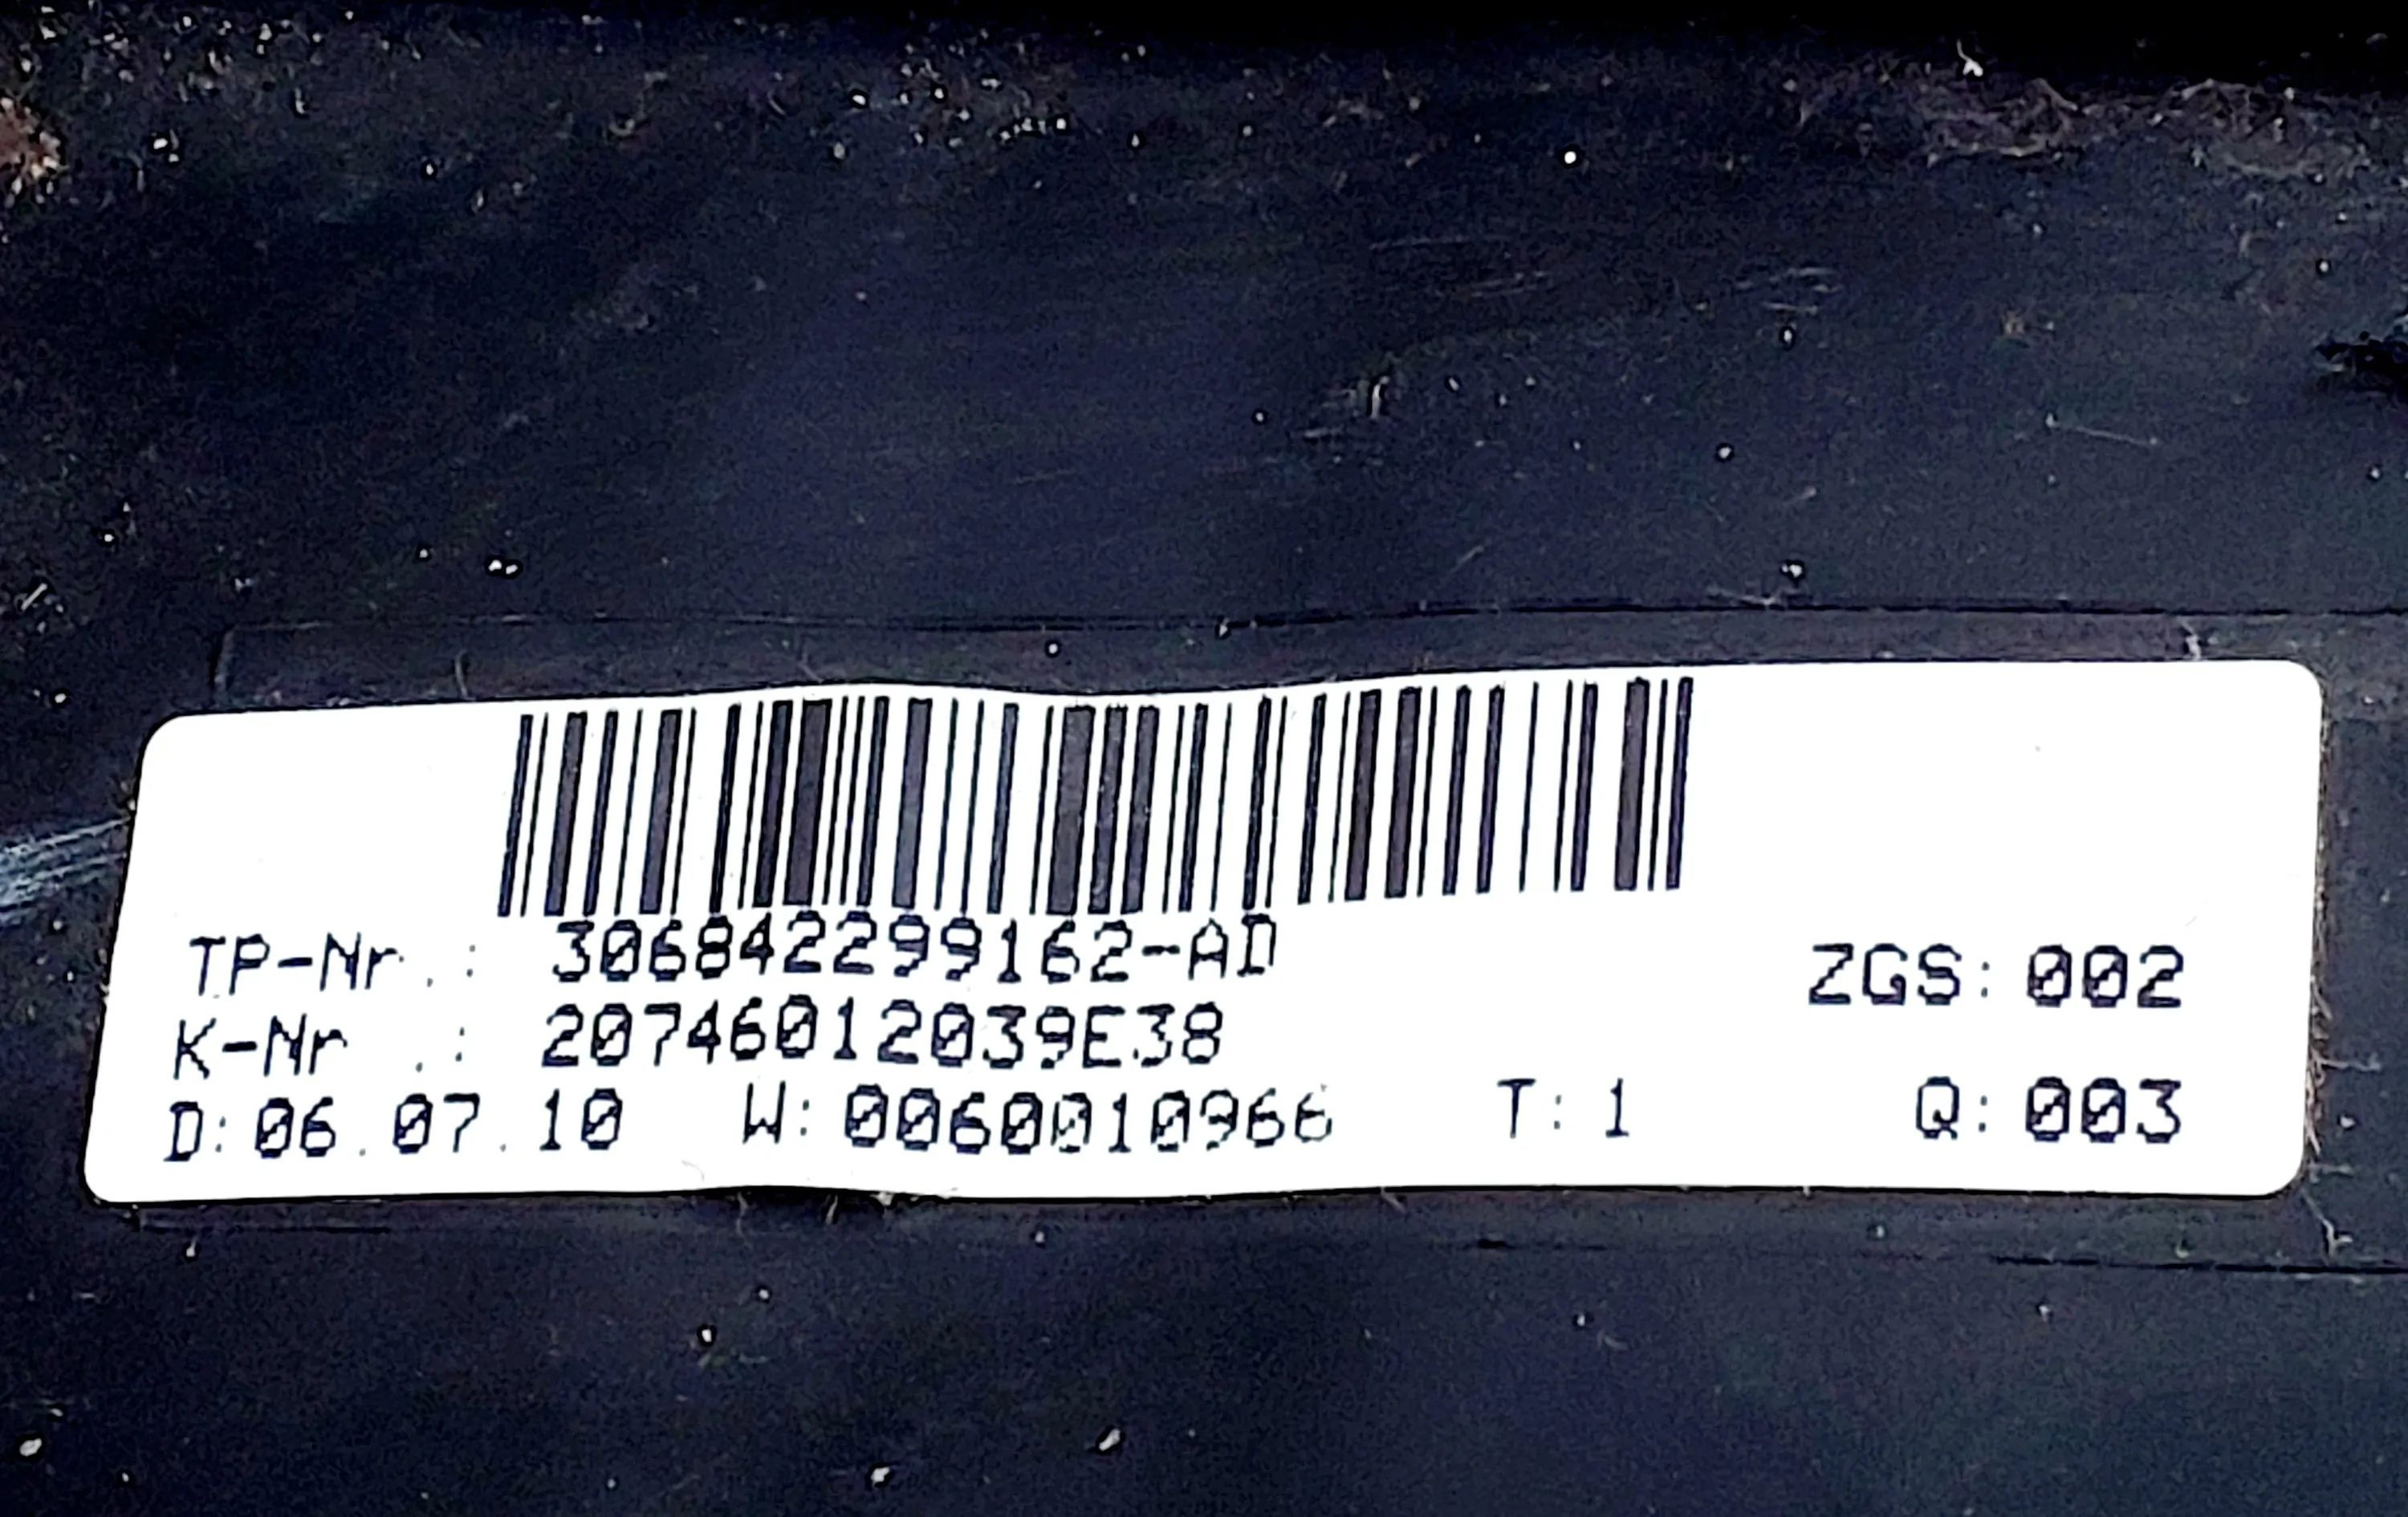 TP-Nr.: 306842299162-AD
K-Nr .: 20746012039E38
ZGS: 002
D:06.07.10 W:0060010966 T:1 Q:003